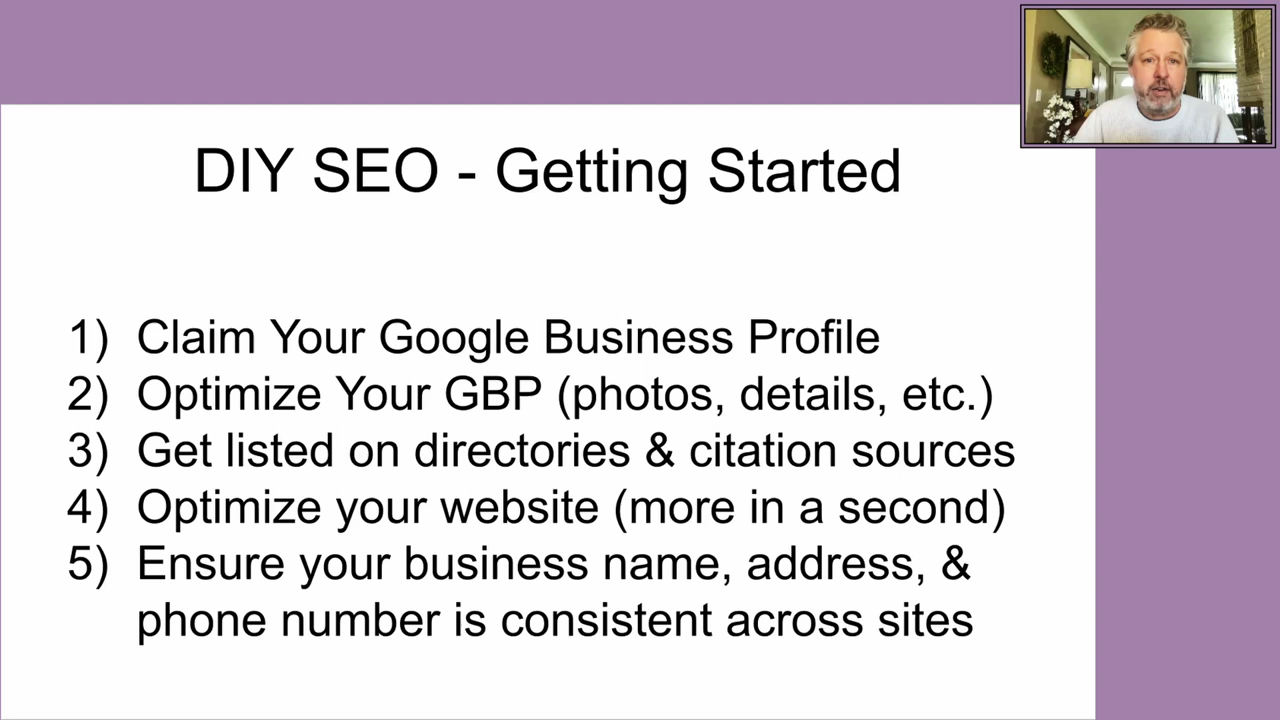 DIY SEO - Getting Started
1) Claim Your Google Business Profile
2) Optimize Your GBP (photos, details, etc.)
3) Get listed on directories & citation sources
4) Optimize your website (more in a second)
5) Ensure your business name, address, &
phone number is consistent across sites